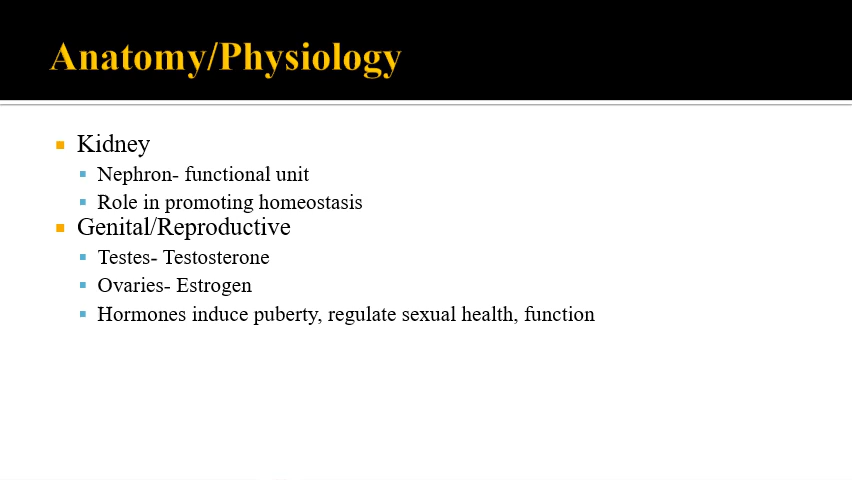 Anatomy/Physiology
Kidney
Nephron- functional unit
Role in promoting homeostasis
Genital/Reproductive
Testes- Testosterone
Ovaries- Estrogen
Hormones induce puberty, regulate sexual health, function